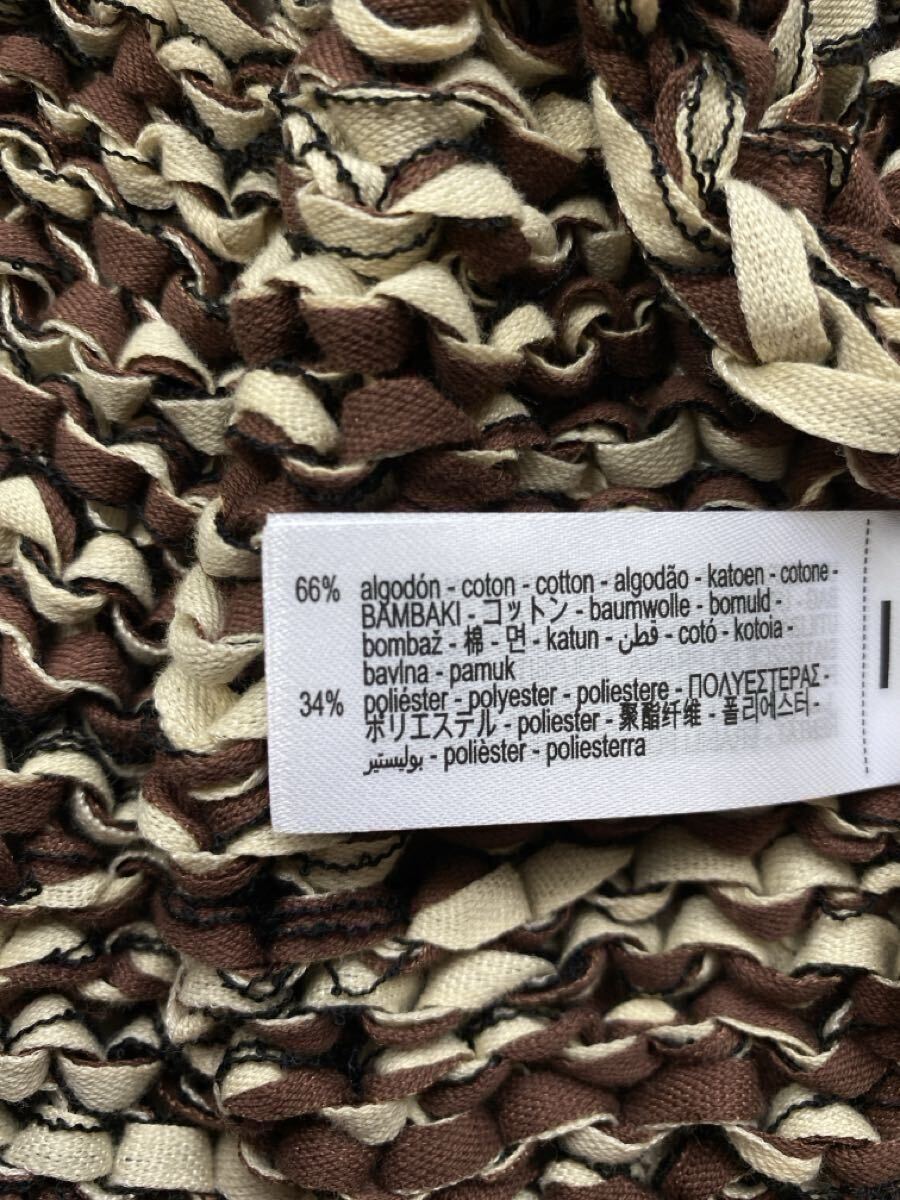 66% algodón - coton - cotton - algodão - katoen - cotone -
BAMBAKI - コットン - baumwolle - bomuld -
bombaž - 棉 - 면 - katun - قطن - cotó - kotoia -
bavlna - pamuk
34% poliéster - polyester - poliestere - ΠΟΛΥΕΣΤΕΡΑΣ -
ポリエステル - poliester - 聚酯纤维 - 폴리에스터 -
بوليستير - polièster - poliesterra